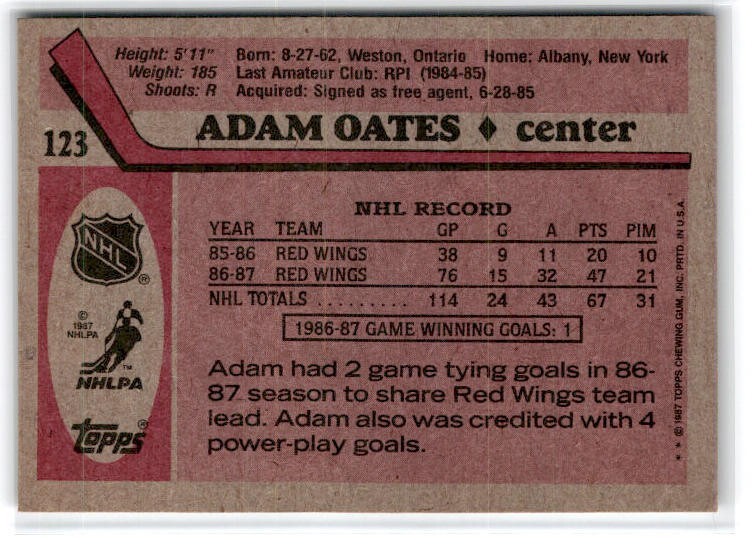 Height: 5'11" Born: 8-27-62, Weston, Ontario Home: Albany, New York
Weight: 185 Last Amateur Club: RPI (1984-85)
Shoots: R Acquired: Signed as free agent, 6-28-85
123
ADAM OATES ♦ center
NHL RECORD
YEAR TEAM GP G A PTS PIM
85-86 RED WINGS 38 9 11 20 10
86-87 RED WINGS 76 15 32 47 21
NHL TOTALS .......... 114 24 43 67 31
1986-87 GAME WINNING GOALS: 1
Adam had 2 game tying goals in 86-
87 season to share Red Wings team
lead. Adam also was credited with 4
power-play goals.
NHL
®
©
1987
NHLPA
™
NHLPA
topps®
* * © 1987 TOPPS CHEWING GUM, INC. PRTD. IN U.S.A.